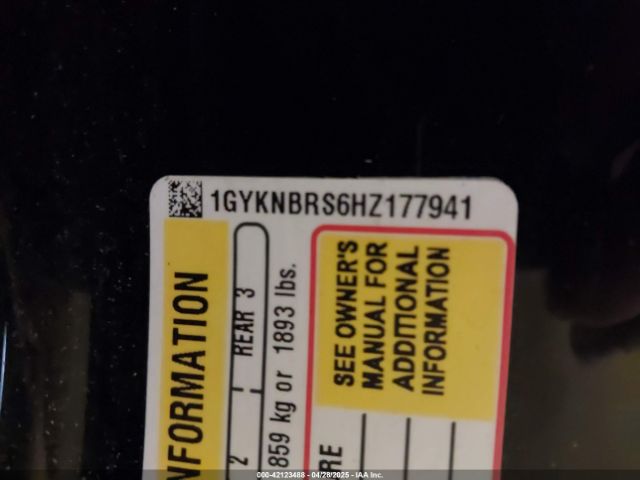 1GYKNBRS6HZ177941
NFORMATION
2 REAR 3
859 kg or 1893 lbs.
SEE OWNER'S
MANUAL FOR
ADDITIONAL
INFORMATION
RE
000-42123488 - 04/28/2025 - IAA Inc.